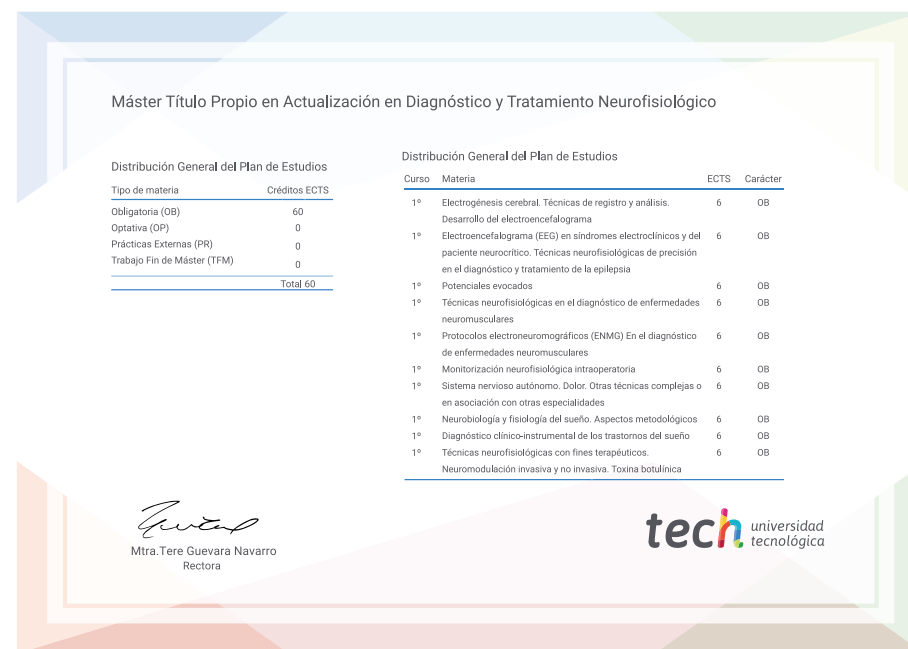 Máster Título Propio en Actualización en Diagnóstico y Tratamiento Neurofisiológico
Distribución General del Plan de Estudios
Tipo de materia Créditos ECTS
Obligatoria (OB) 60
Optativa (OP) 0
Prácticas Externas (PR) 0
Trabajo Fin de Máster (TFM) 0
Total 60
Distribución General del Plan de Estudios
Curso Materia ECTS Carácter
1º Electrogénesis cerebral. Técnicas de registro y análisis. 6 OB
Desarrollo del electroencefalograma
1º Electroencefalograma (EEG) en síndromes electroclínicos y del 6 OB
paciente neurocrítico. Técnicas neurofisiológicas de precisión
en el diagnóstico y tratamiento de la epilepsia
1º Potenciales evocados 6 OB
1º Técnicas neurofisiológicas en el diagnóstico de enfermedades 6 OB
neuromusculares
1º Protocolos electroneuromográficos (ENMG) En el diagnóstico 6 OB
de enfermedades neuromusculares
1º Monitorización neurofisiológica intraoperatoria 6 OB
1º Sistema nervioso autónomo. Dolor. Otras técnicas complejas o 6 OB
en asociación con otras especialidades
1º Neurobiología y fisiología del sueño. Aspectos metodológicos 6 OB
1º Diagnóstico clínico-instrumental de los trastornos del sueño 6 OB
1º Técnicas neurofisiológicas con fines terapéuticos. 6 OB
Neuromodulación invasiva y no invasiva. Toxina botulínica
Mtra.Tere Guevara Navarro
Rectora
tech universidad
tecnológica